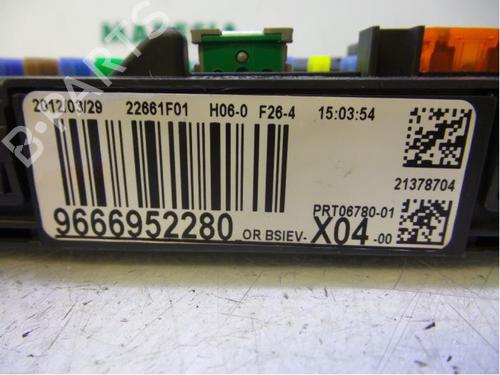 B-PARTS
2012/03/29 22661F01 H06-0 F26-4 15:03:54
21378704
PRT06780-01
9666952280 OR BSIEV- X04 -00